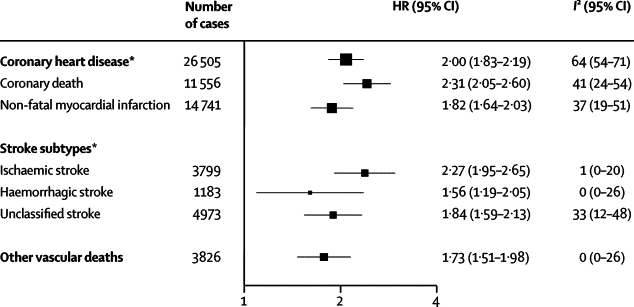 Number of cases HR (95% CI) I² (95% CI)
Coronary heart disease* 26 505 2·00 (1·83–2·19) 64 (54–71)
Coronary death 11 556 2·31 (2·05–2·60) 41 (24–54)
Non-fatal myocardial infarction 14 741 1·82 (1·64–2·03) 37 (19–51)
Stroke subtypes*
Ischaemic stroke 3799 2·27 (1·95–2·65) 1 (0–20)
Haemorrhagic stroke 1183 1·56 (1·19–2·05) 0 (0–26)
Unclassified stroke 4973 1·84 (1·59–2·13) 33 (12–48)
Other vascular deaths 3826 1·73 (1·51–1·98) 0 (0–26)
1 2 4